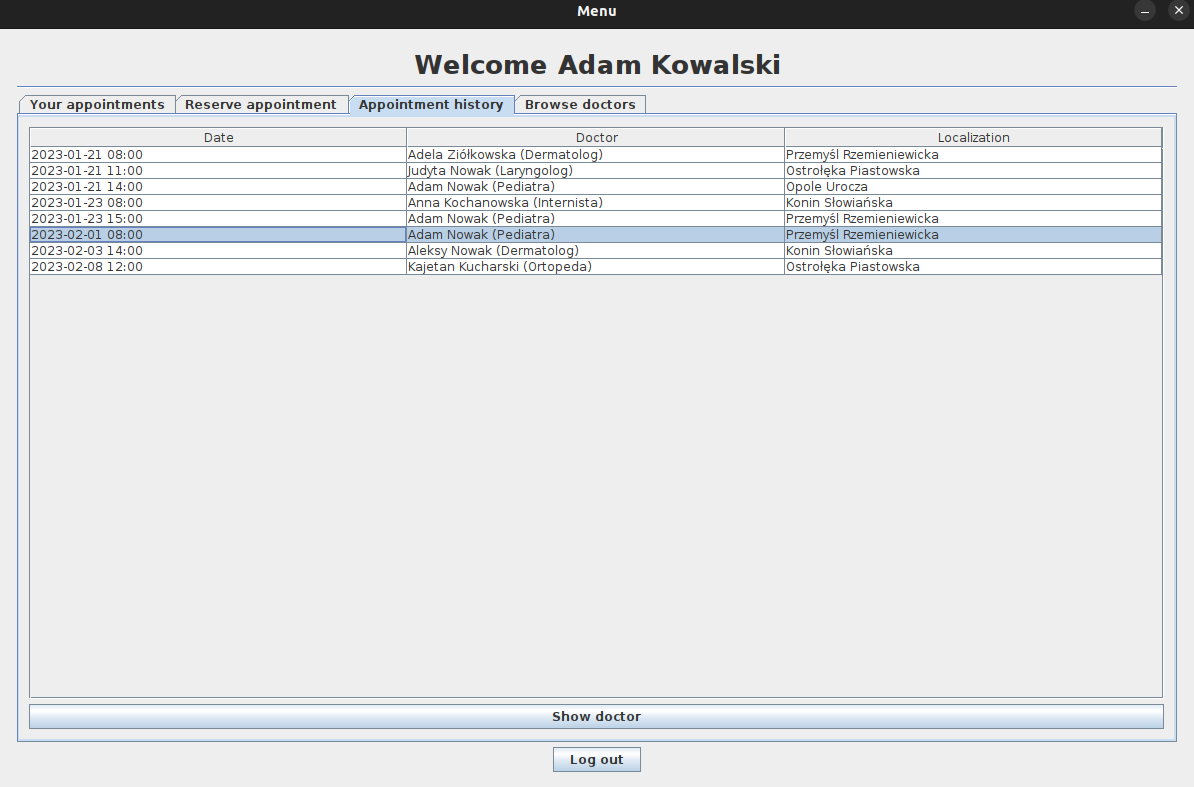 Menu
Welcome Adam Kowalski
Your appointments Reserve appointment Appointment history Browse doctors
Date Doctor Localization
2023-01-21 08:00 Adela Ziółkowska (Dermatolog) Przemyśl Rzemieniewicka
2023-01-21 11:00 Judyta Nowak (Laryngolog) Ostrołęka Piastowska
2023-01-21 14:00 Adam Nowak (Pediatra) Opole Urocza
2023-01-23 08:00 Anna Kochanowska (Internista) Konin Słowiańska
2023-01-23 15:00 Adam Nowak (Pediatra) Przemyśl Rzemieniewicka
2023-02-01 08:00 Adam Nowak (Pediatra) Przemyśl Rzemieniewicka
2023-02-03 14:00 Aleksy Nowak (Dermatolog) Konin Słowiańska
2023-02-08 12:00 Kajetan Kucharski (Ortopeda) Ostrołęka Piastowska
Show doctor
Log out